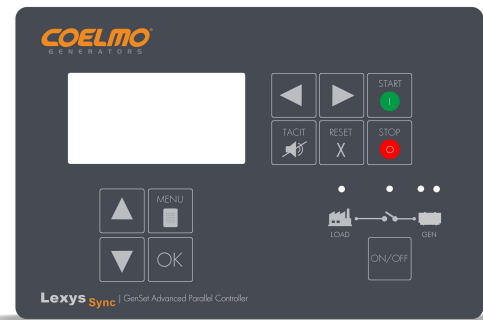 COELMO
GENERATORS
START
I
TACIT
RESET
STOP
X
O
MENU
LOAD
GEN
OK
ON/OFF
Lexys Sync | GenSet Advanced Parallel Controller